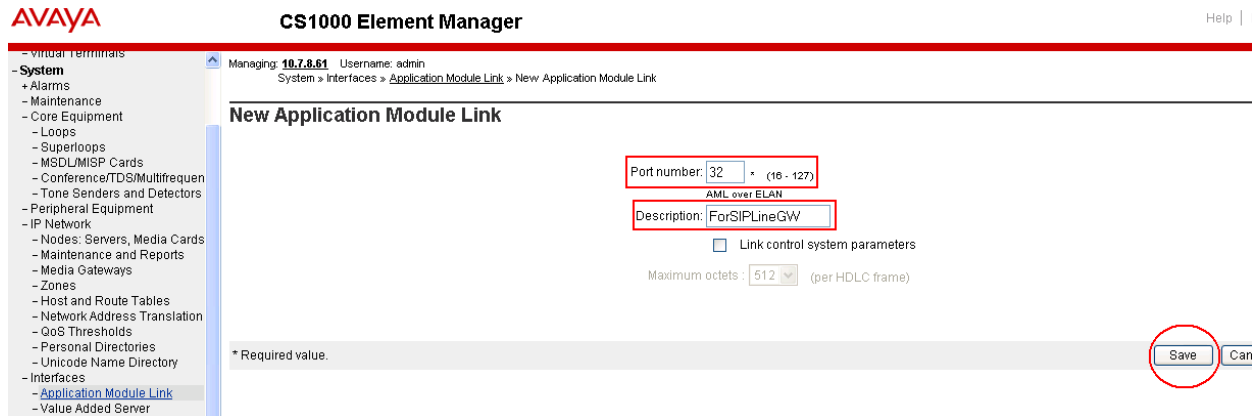 AVAYA
CS1000 Element Manager
Help |
- Virtual Terminals
- System
+ Alarms
- Maintenance
- Core Equipment
- Loops
- Superloops
- MSDL/MISP Cards
- Conference/TDS/Multifrequen
- Tone Senders and Detectors
- Peripheral Equipment
- IP Network
- Nodes: Servers, Media Cards
- Maintenance and Reports
- Media Gateways
- Zones
- Host and Route Tables
- Network Address Translation
- QoS Thresholds
- Personal Directories
- Unicode Name Directory
- Interfaces
- Application Module Link
- Value Added Server
Managing: 10.7.8.61 Username: admin
System » Interfaces » Application Module Link » New Application Module Link
New Application Module Link
Port number: 32 * (16 - 127)
AML over ELAN
Description: ForSIPLineGW
Link control system parameters
Maximum octets : 512 (per HDLC frame)
* Required value.
Save Can